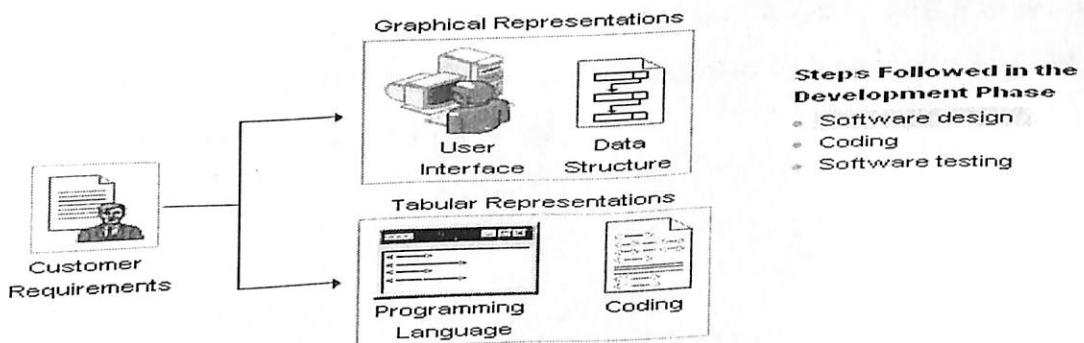 Graphical Representations
User
Interface
Data
Structure
Steps Followed in the
Development Phase
Software design
Coding
Software testing
Customer
Requirements
Tabular Representations
Programming
Language
Coding